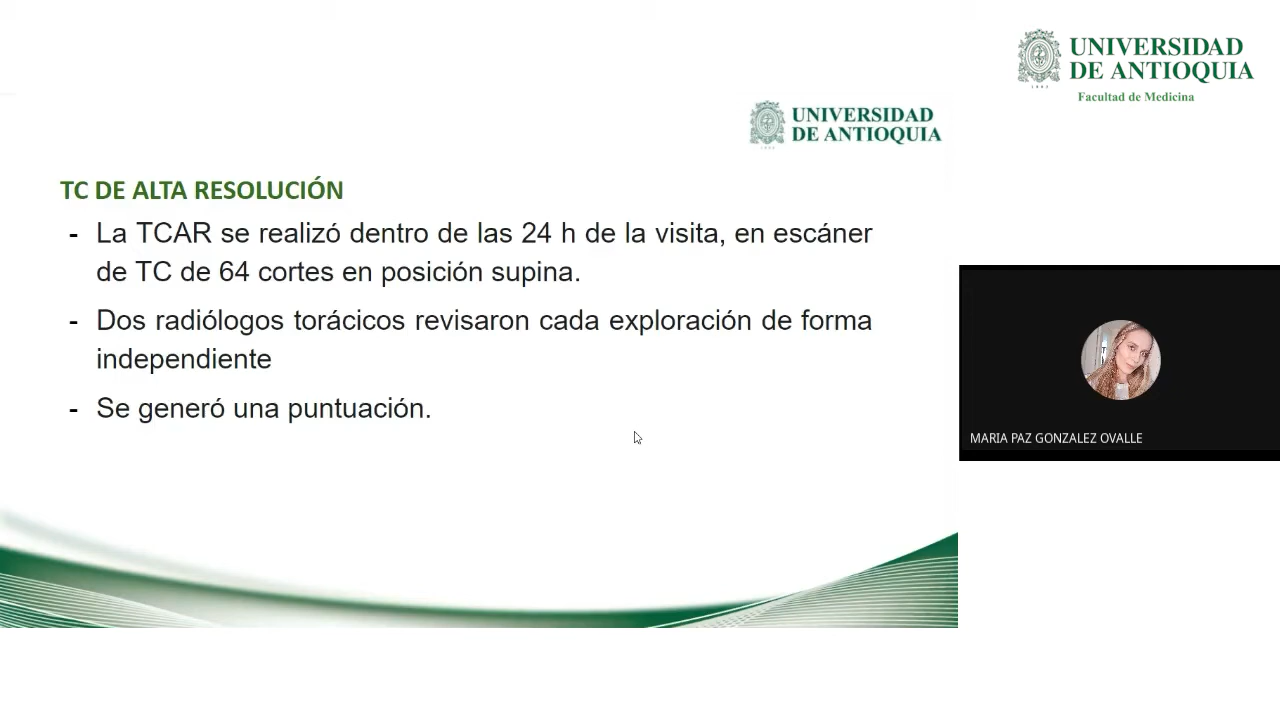 UNIVERSIDAD
DE ANTIOQUIA
1803
Facultad de Medicina
UNIVERSIDAD
DE ANTIOQUIA
TC DE ALTA RESOLUCIÓN
- La TCAR se realizó dentro de las 24 h de la visita, en escáner
de TC de 64 cortes en posición supina.
- Dos radiólogos torácicos revisaron cada exploración de forma
independiente
- Se generó una puntuación.
MARIA PAZ GONZALEZ OVALLE